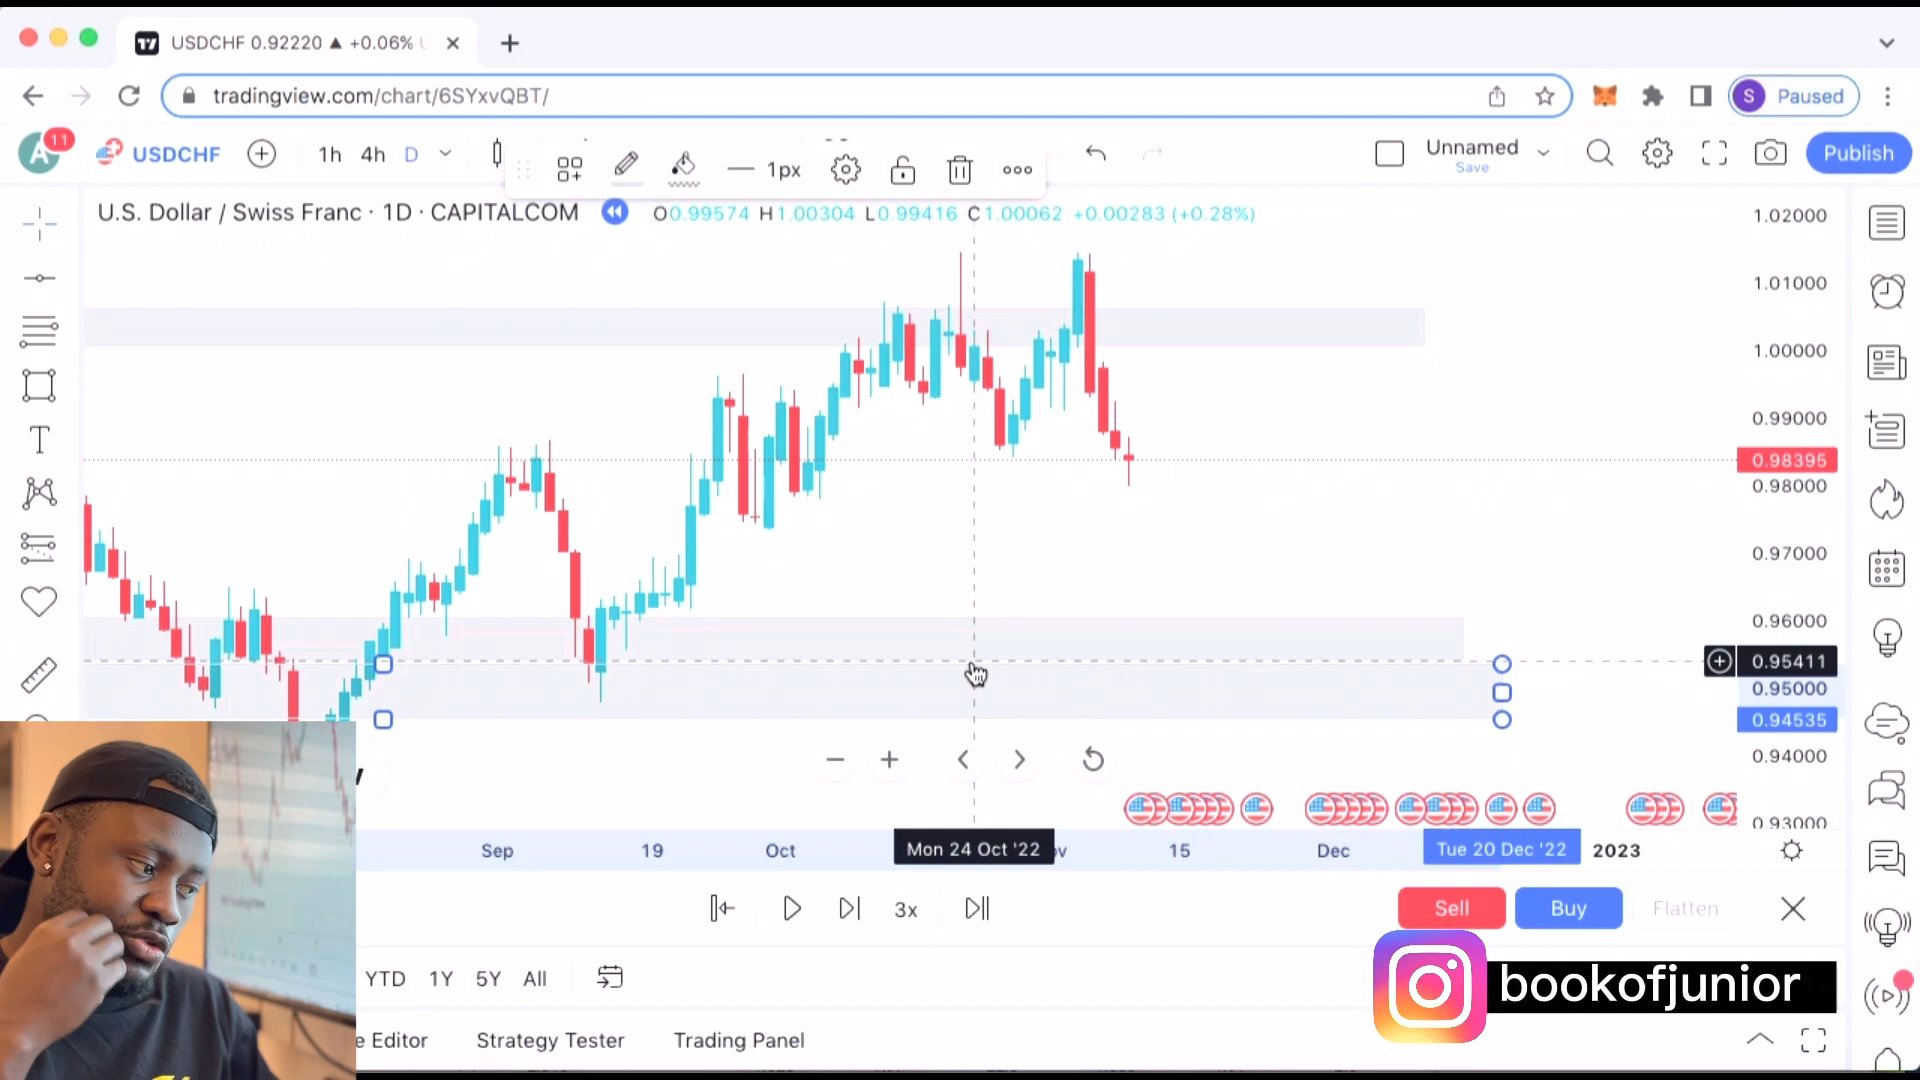 USDCHF 0.92220 ▲ +0.06%
tradingview.com/chart/6SYxvQBT/
S Paused
A 11
USDCHF 1h 4h D
1px
Unnamed
Save
Publish
U.S. Dollar / Swiss Franc · 1D · CAPITALCOM
O0.99574 H1.00304 L0.99416 C1.00062 +0.00283 (+0.28%)
1.02000
1.01000
1.00000
0.99000
0.98395
0.98000
0.97000
0.96000
0.95411
0.95000
0.94535
0.94000
0.93000
Sep 19 Oct Mon 24 Oct '22 15 Dec Tue 20 Dec '22 2023
3x
Sell Buy Flatten
YTD 1Y 5Y All
bookofjunior
Editor Strategy Tester Trading Panel